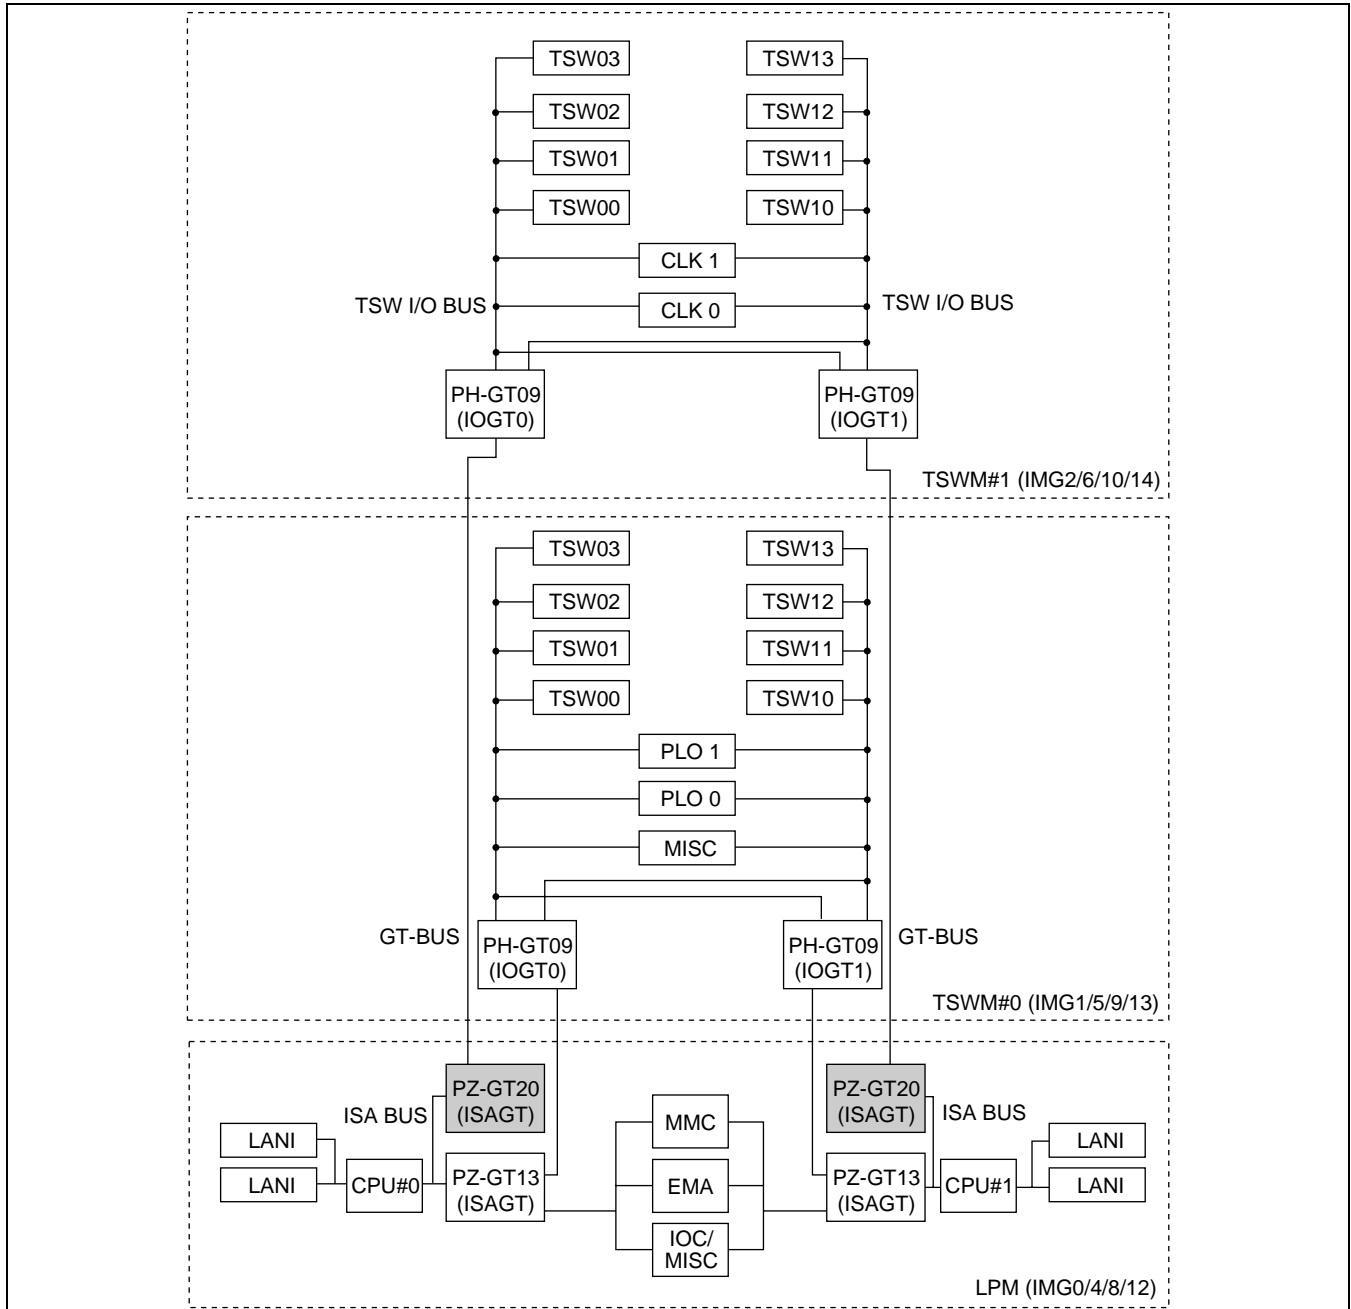 TSW03 TSW13
TSW02 TSW12
TSW01 TSW11
TSW00 TSW10
CLK 1
TSW I/O BUS CLK 0 TSW I/O BUS
PH-GT09
(IOGT0)
PH-GT09
(IOGT1)
TSWM#1 (IMG2/6/10/14)
TSW03 TSW13
TSW02 TSW12
TSW01 TSW11
TSW00 TSW10
PLO 1
PLO 0
MISC
GT-BUS
PH-GT09
(IOGT0)
PH-GT09
(IOGT1)
GT-BUS
TSWM#0 (IMG1/5/9/13)
PZ-GT20
(ISAGT)
PZ-GT20
(ISAGT)
ISA BUS
MMC
ISA BUS
LANI
LANI
LANI
LANI
CPU#0
PZ-GT13
(ISAGT)
EMA
PZ-GT13
(ISAGT)
CPU#1
IOC/
MISC
LPM (IMG0/4/8/12)